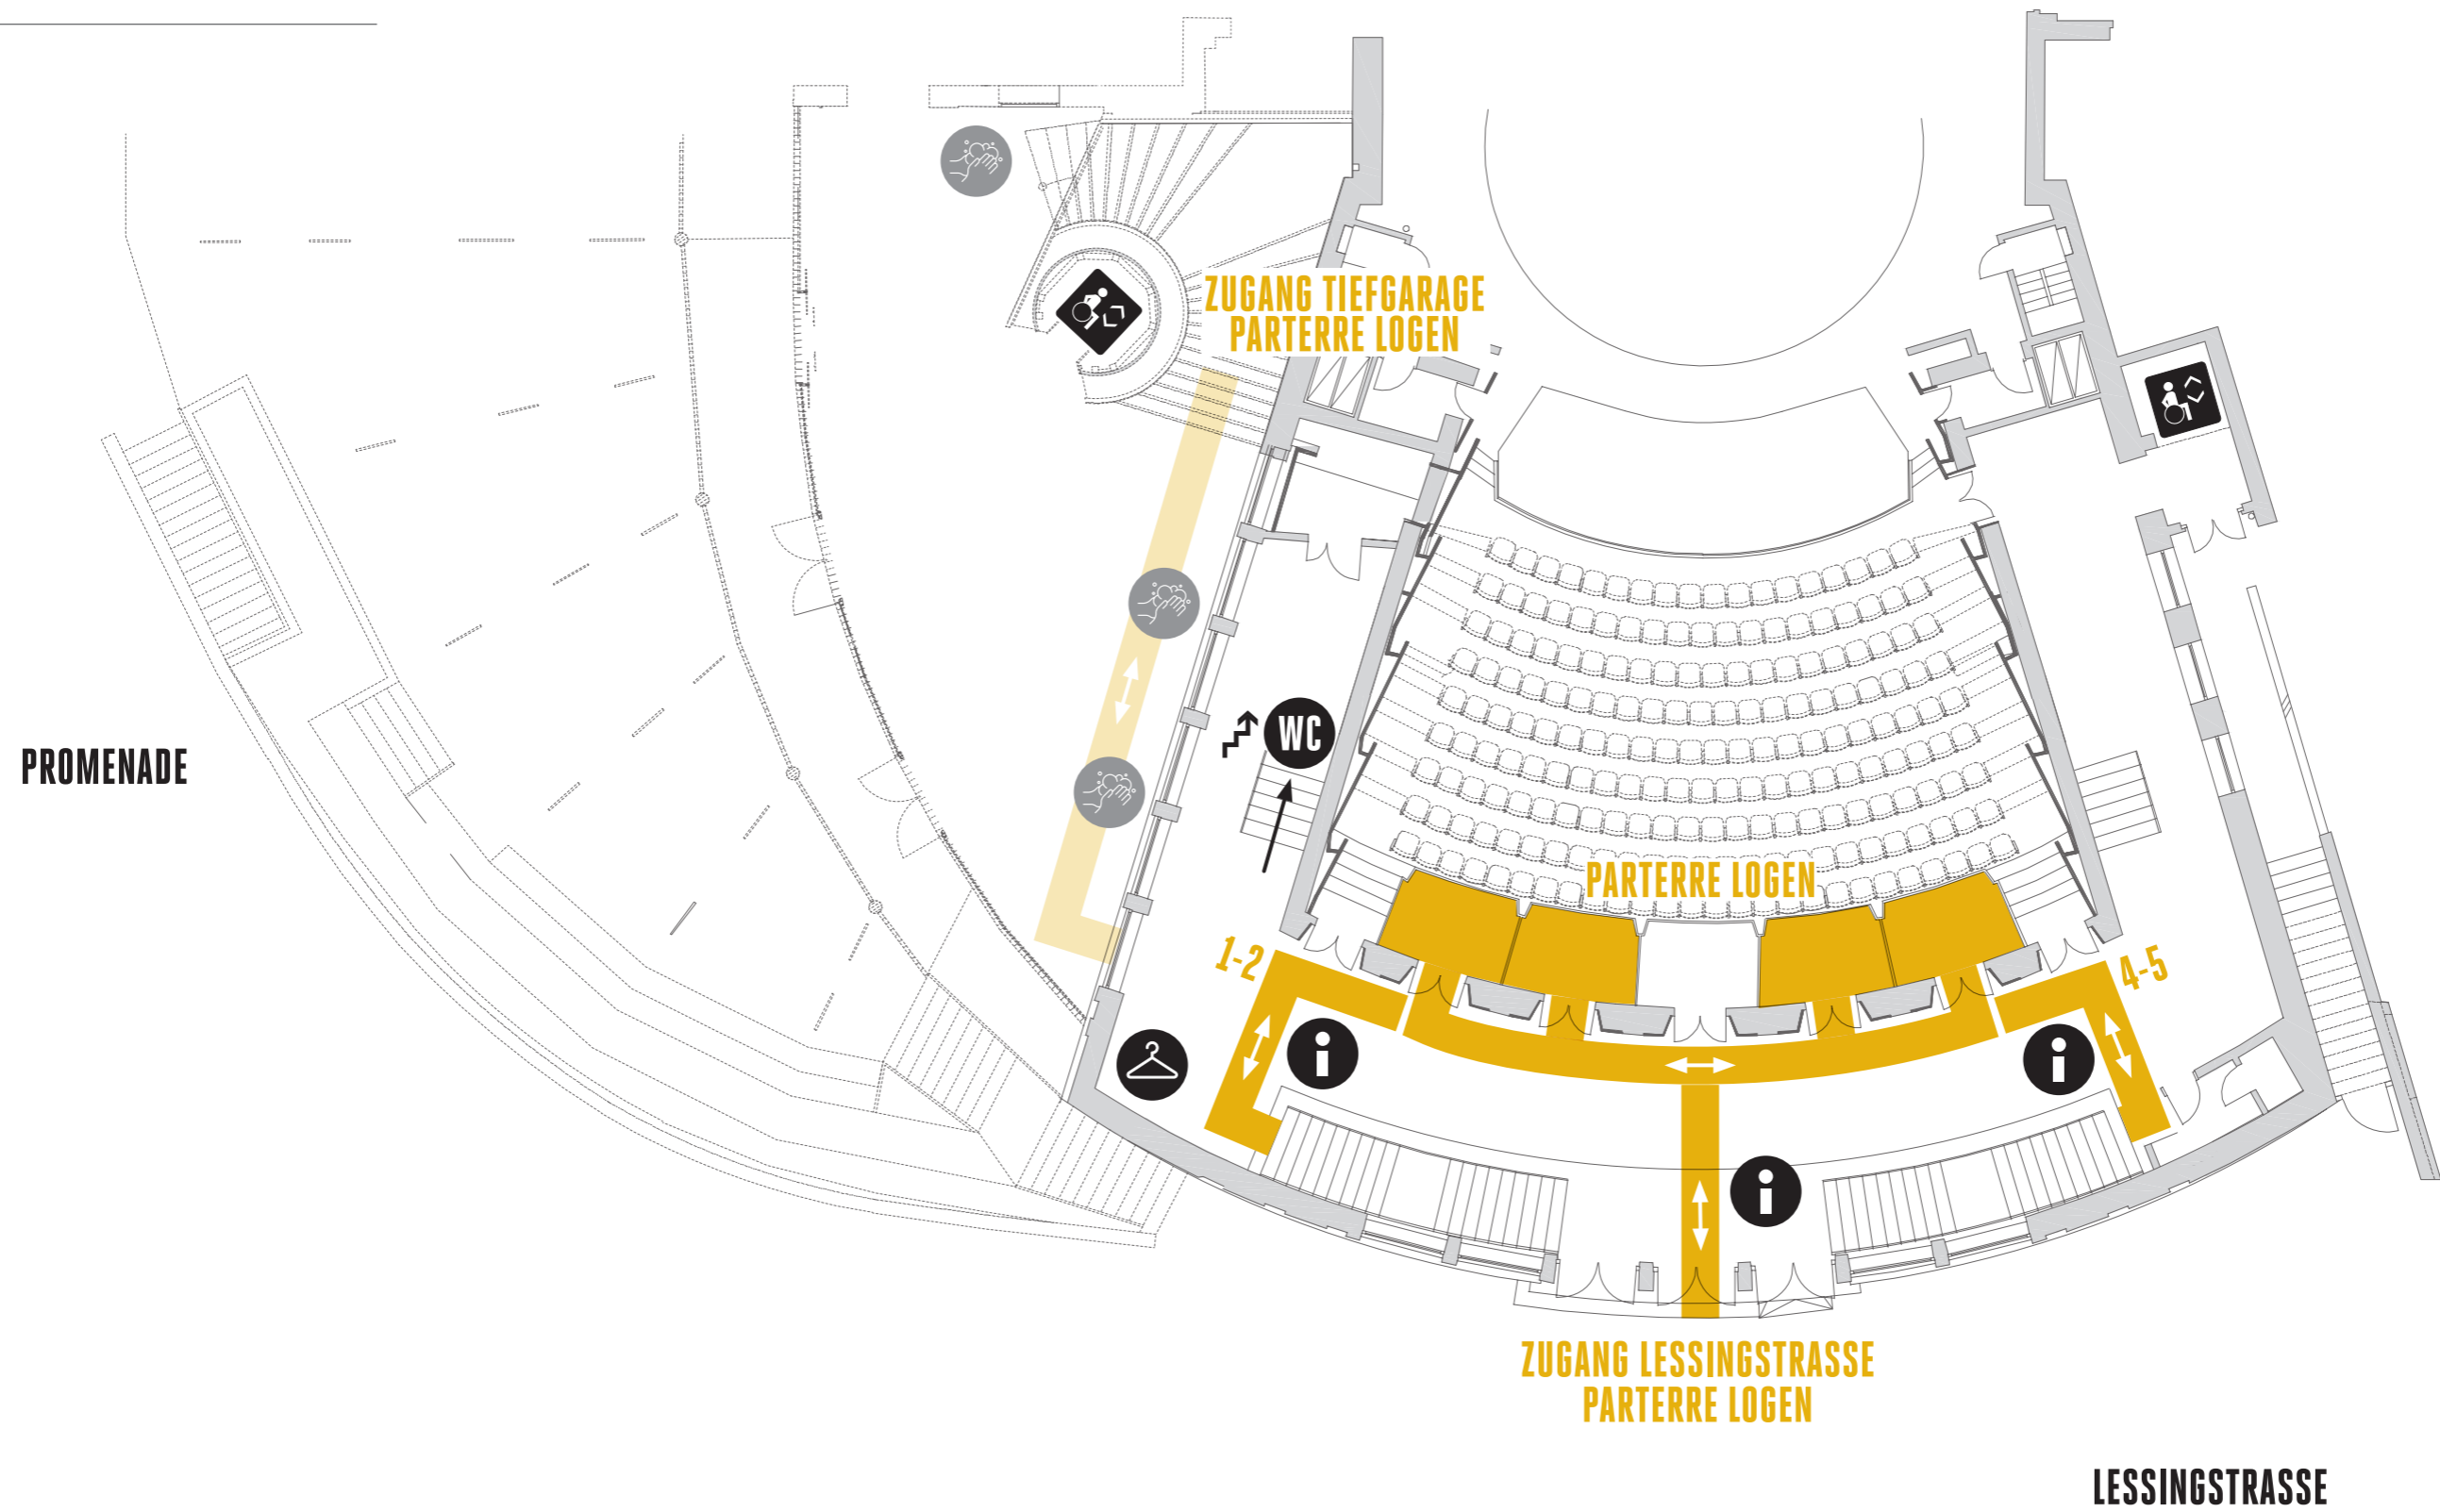 ZUGANG TIEFGARAGE
PARTERRE LOGEN
WC
PROMENADE
PARTERRE LOGEN
1-2
4-5
i
i
i
ZUGANG LESSINGSTRASSE
PARTERRE LOGEN
LESSINGSTRASSE